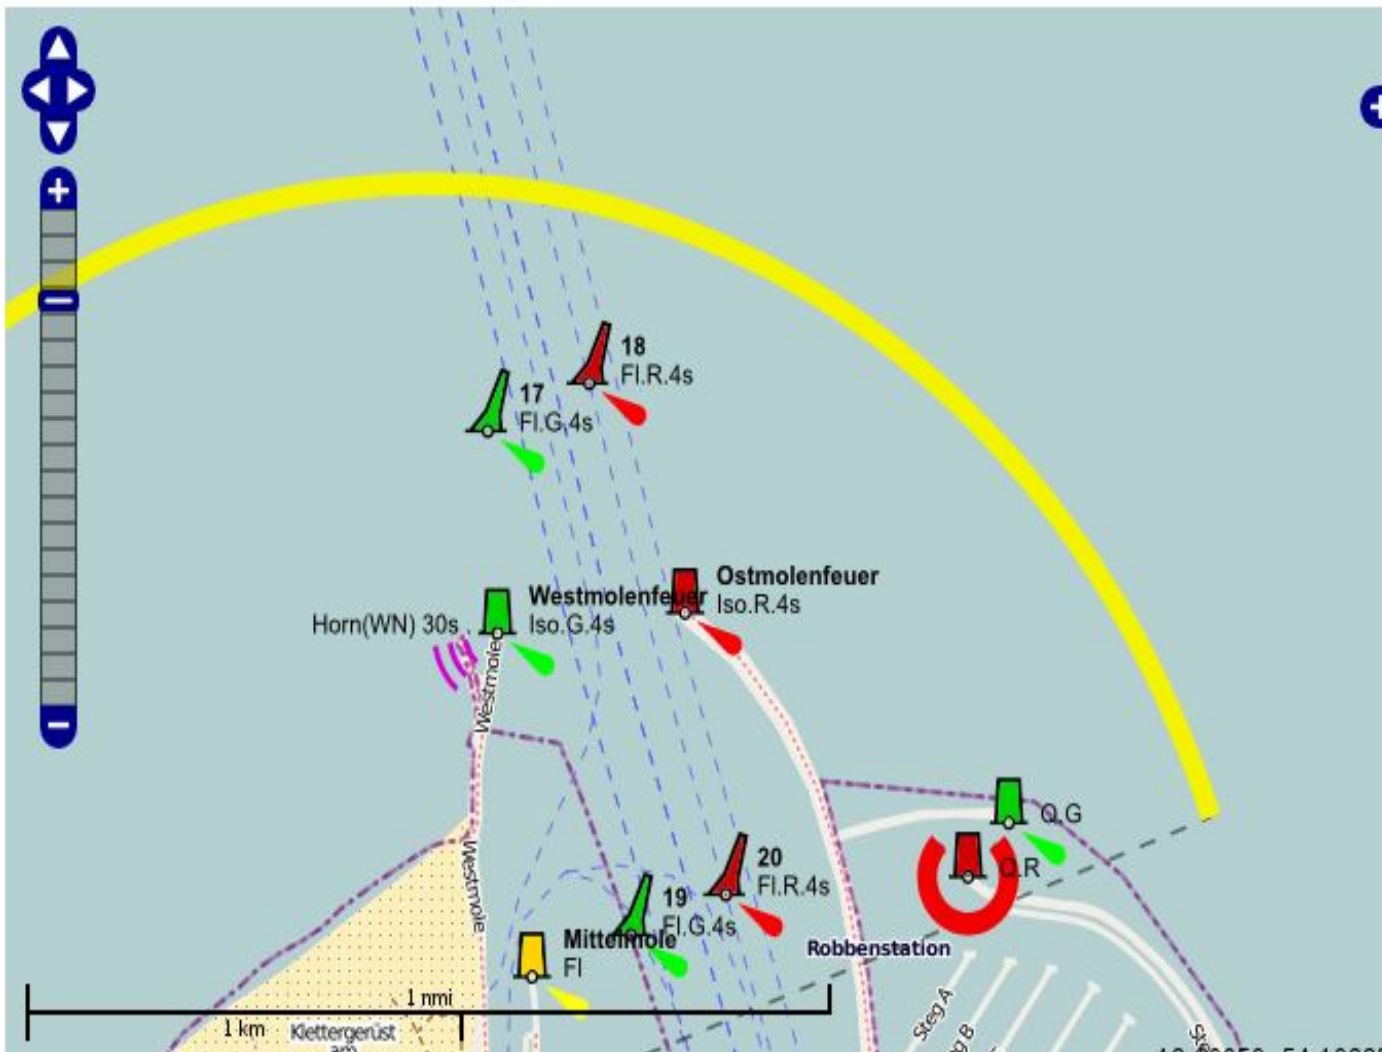 18
Fl.R.4s
17
Fl.G.4s
Ostmolenfeuer
Iso.R.4s
Westmolenfeuer
Iso.G.4s
Horn(WN) 30s
Westmole
Q.G
Westmole
20
Fl.R.4s
Q.R
19
Fl.G.4s
Mittelmole
Fl
Robbenstation
1 nmi
1 km
Klettergerüst
am
Steg A